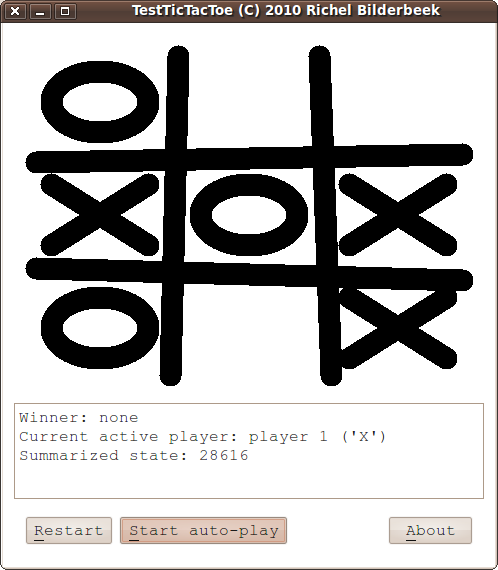 TestTicTacToe (C) 2010 Richel Bilderbeek
O
X O X
O X
Winner: none
Current active player: player 1 ('X')
Summarized state: 28616
Restart Start auto-play About